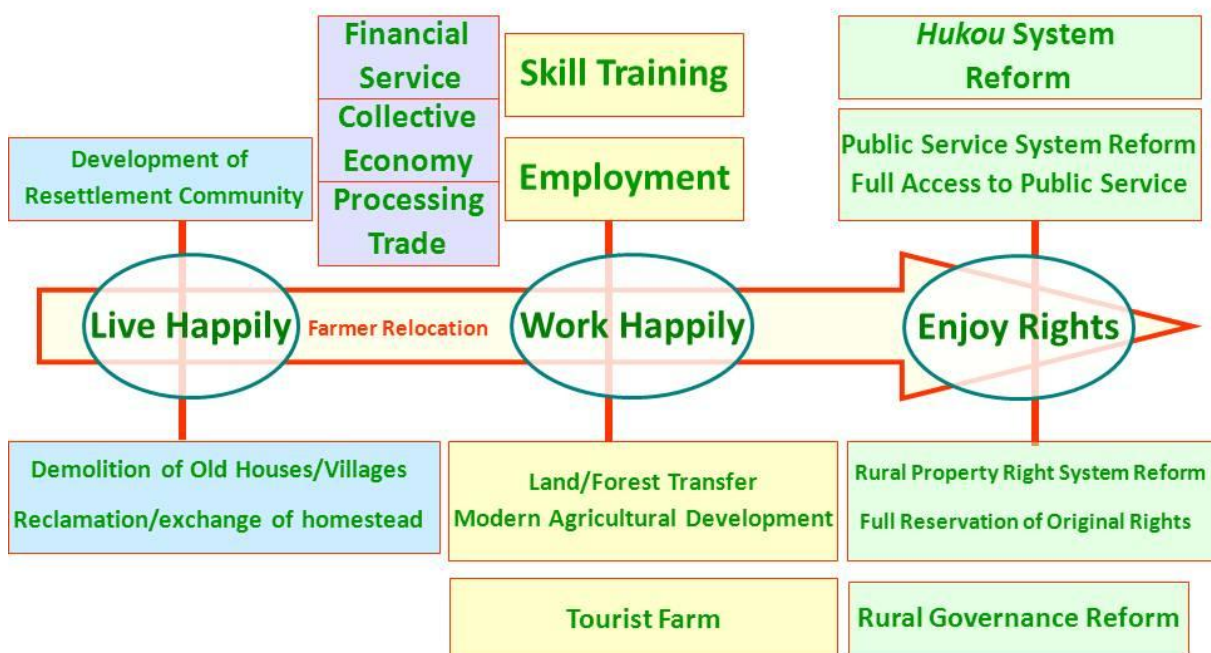 Financial
Service
Collective
Economy
Processing
Trade
Skill Training
Employment
Hukou System
Reform
Public Service System Reform
Full Access to Public Service
Development of
Resettlement Community
Live Happily
Farmer Relocation
Work Happily
Enjoy Rights
Demolition of Old Houses/Villages
Reclamation/exchange of homestead
Land/Forest Transfer
Modern Agricultural Development
Tourist Farm
Rural Property Right System Reform
Full Reservation of Original Rights
Rural Governance Reform